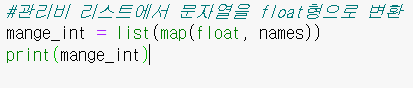 #관리비 리스트에서 문자열을 float형으로 변환
mange_int = list(map(float, names))
print(mange_int)